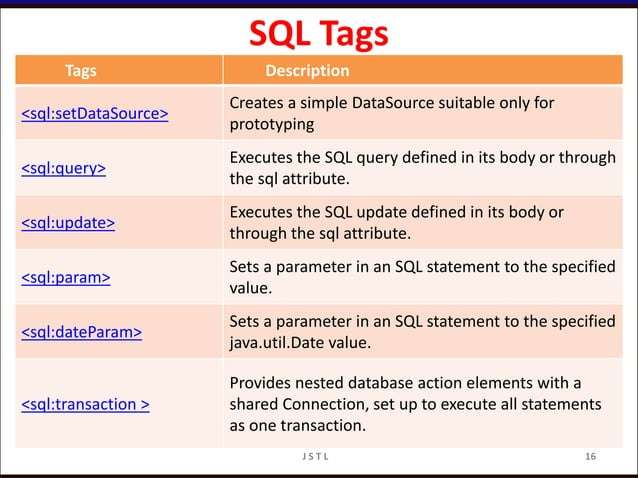 SQL Tags
Tags Description
<sql:setDataSource> Creates a simple DataSource suitable only for
prototyping
<sql:query> Executes the SQL query defined in its body or through
the sql attribute.
<sql:update> Executes the SQL update defined in its body or
through the sql attribute.
<sql:param> Sets a parameter in an SQL statement to the specified
value.
<sql:dateParam> Sets a parameter in an SQL statement to the specified
java.util.Date value.
<sql:transaction > Provides nested database action elements with a
shared Connection, set up to execute all statements
as one transaction.
J S T L 16